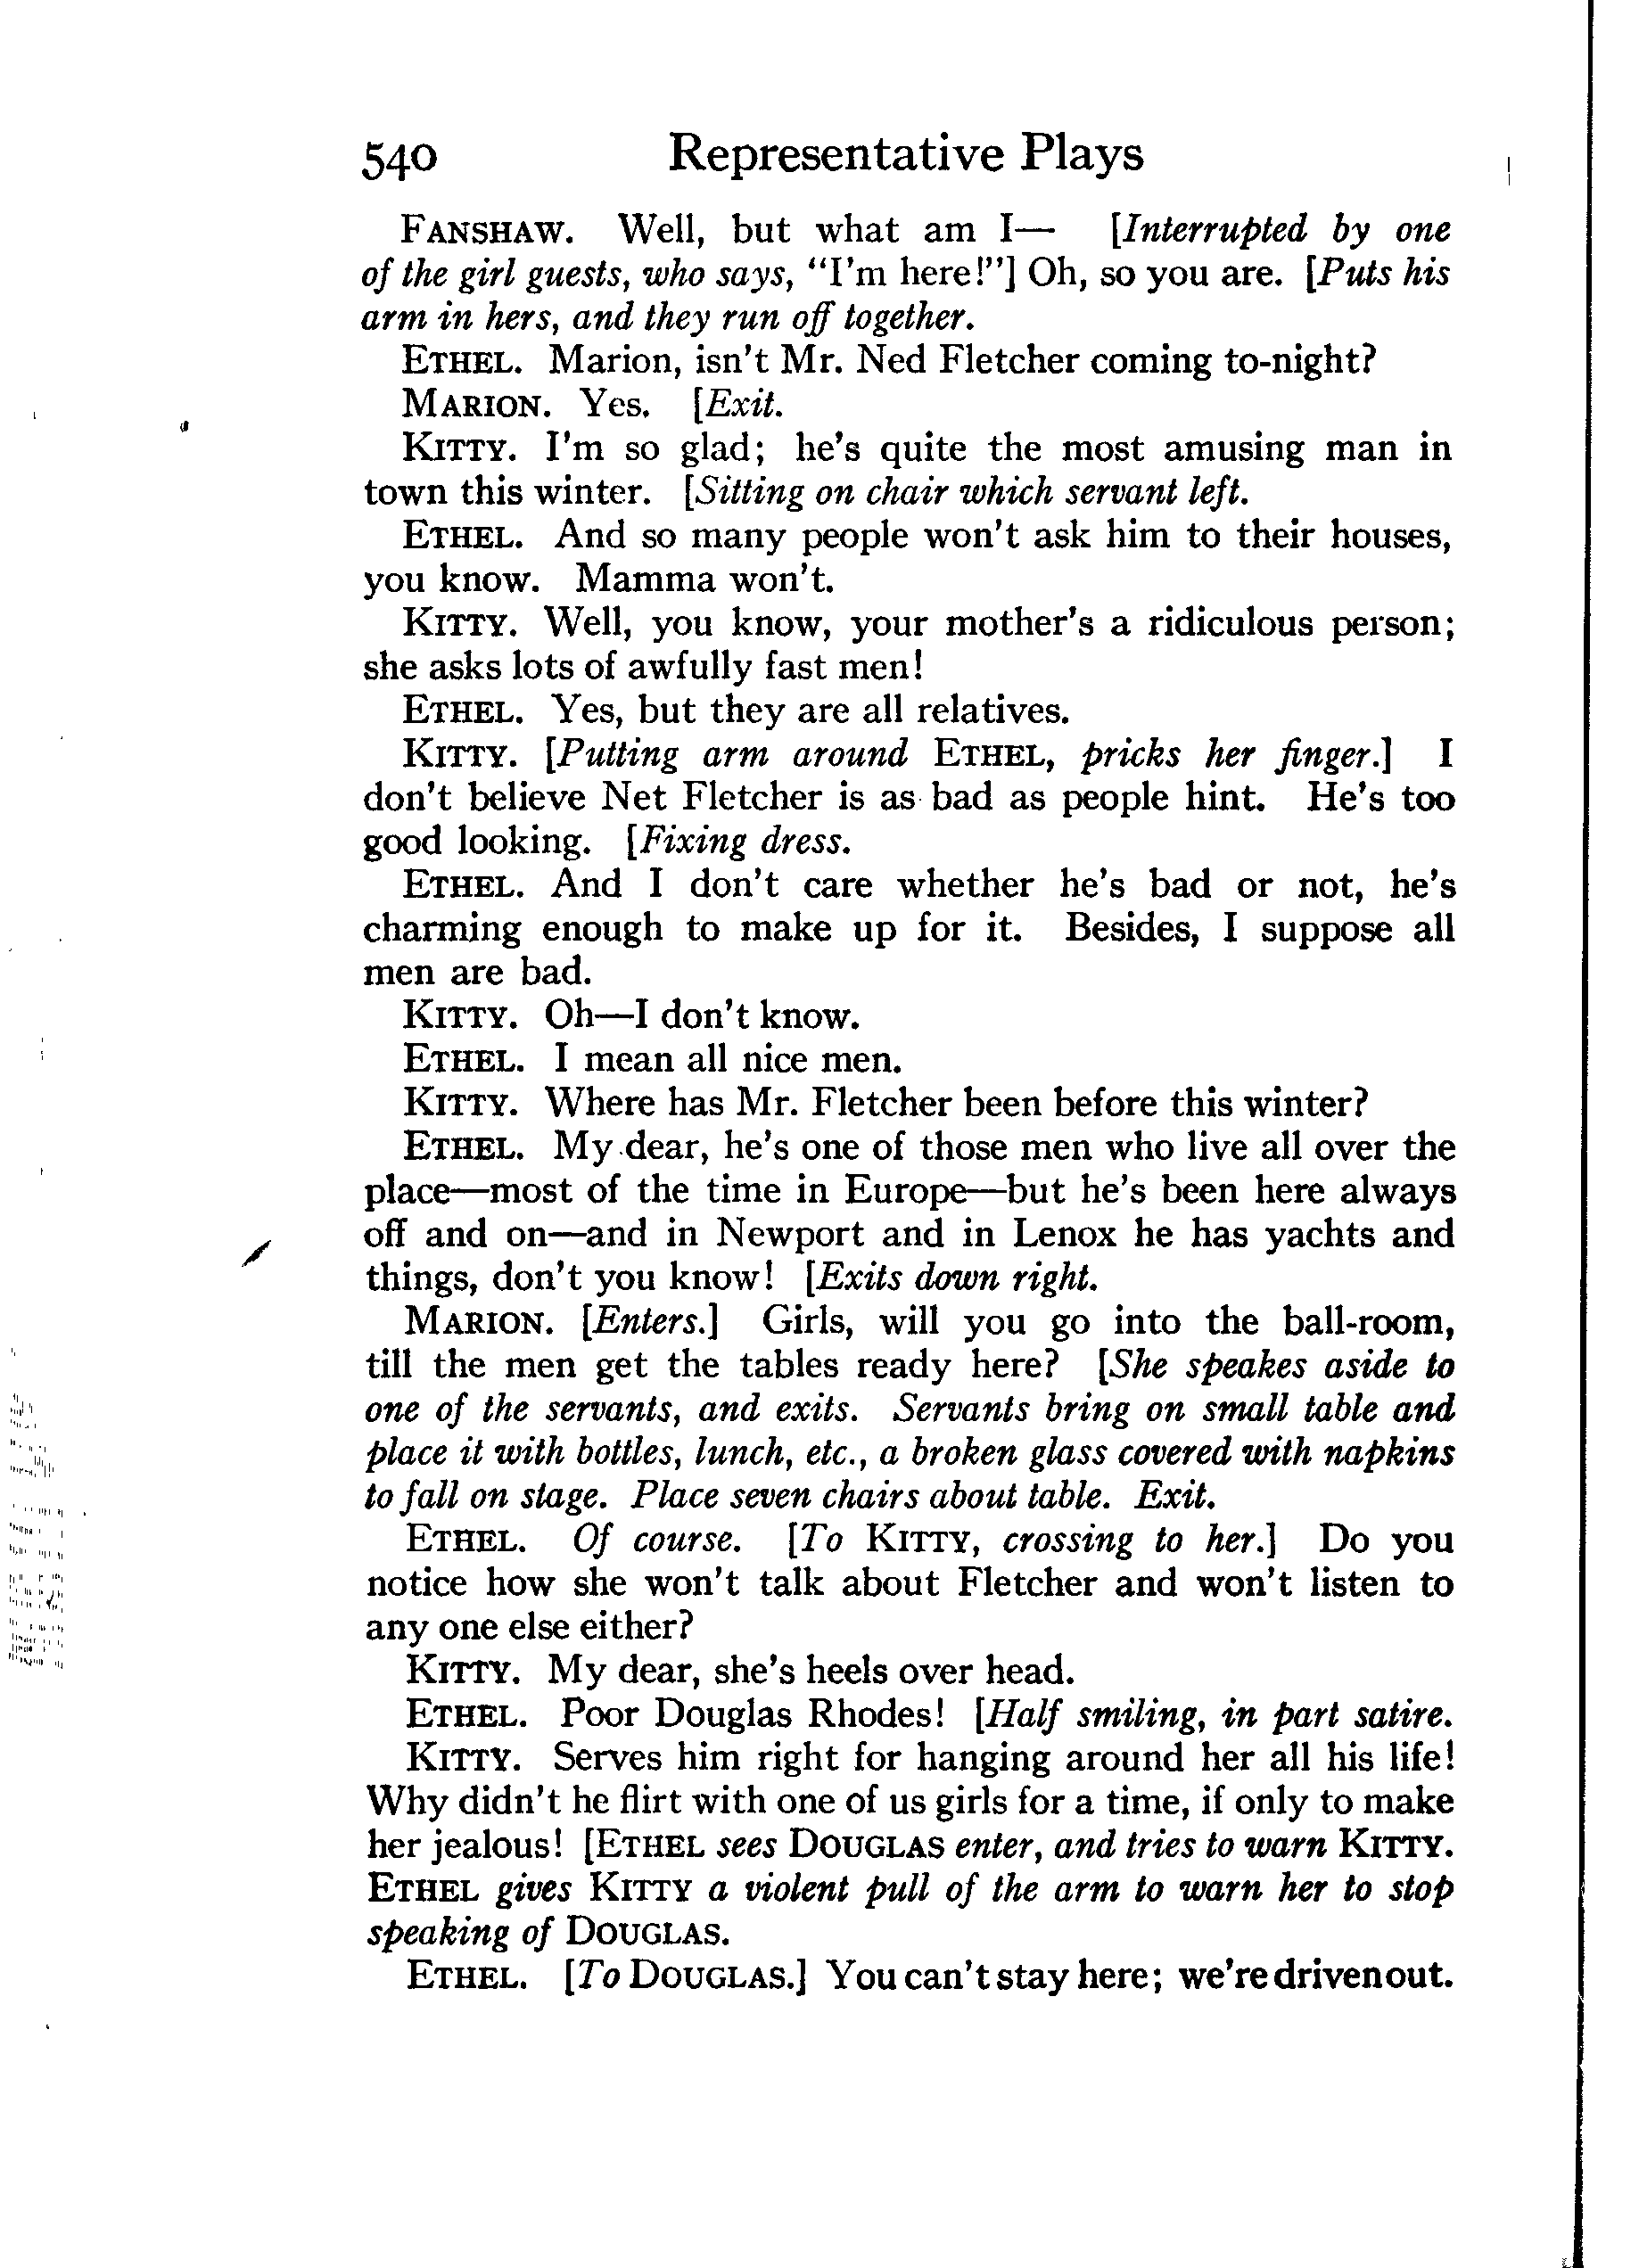 540 Representative Plays
FANSHAW. Well, but what am I— [Interrupted by one
of the girl guests, who says, "I'm here!"] Oh, so you are. [Puts his
arm in hers, and they run off together.
ETHEL. Marion, isn't Mr. Ned Fletcher coming to-night?
MARION. Yes. [Exit.
KITTY. I'm so glad; he's quite the most amusing man in
town this winter. [Sitting on chair which servant left.
ETHEL. And so many people won't ask him to their houses,
you know. Mamma won't.
KITTY. Well, you know, your mother's a ridiculous person;
she asks lots of awfully fast men!
ETHEL. Yes, but they are all relatives.
KITTY. [Putting arm around ETHEL, pricks her finger.] I
don't believe Net Fletcher is as bad as people hint. He's too
good looking. [Fixing dress.
ETHEL. And I don't care whether he's bad or not, he's
charming enough to make up for it. Besides, I suppose all
men are bad.
KITTY. Oh—I don't know.
ETHEL. I mean all nice men.
KITTY. Where has Mr. Fletcher been before this winter?
ETHEL. My dear, he's one of those men who live all over the
place—most of the time in Europe—but he's been here always
off and on—and in Newport and in Lenox he has yachts and
things, don't you know! [Exits down right.
MARION. [Enters.] Girls, will you go into the ball-room,
till the men get the tables ready here? [She speakes aside to
one of the servants, and exits. Servants bring on small table and
place it with bottles, lunch, etc., a broken glass covered with napkins
to fall on stage. Place seven chairs about table. Exit.
ETHEL. Of course. [To KITTY, crossing to her.] Do you
notice how she won't talk about Fletcher and won't listen to
any one else either?
KITTY. My dear, she's heels over head.
ETHEL. Poor Douglas Rhodes! [Half smiling, in part satire.
KITTY. Serves him right for hanging around her all his life!
Why didn't he flirt with one of us girls for a time, if only to make
her jealous! [ETHEL sees DOUGLAS enter, and tries to warn KITTY.
ETHEL gives KITTY a violent pull of the arm to warn her to stop
speaking of DOUGLAS.
ETHEL. [To DOUGLAS.] You can't stay here; we're driven out.